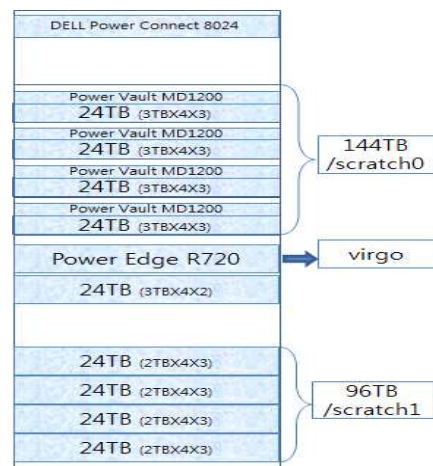 DELL Power Connect 8024
Power Vault MD1200
24TB (3TBX4X3)
Power Vault MD1200
24TB (3TBX4X3)
Power Vault MD1200
24TB (3TBX4X3)
Power Vault MD1200
24TB (3TBX4X3)
144TB
/scratch0
Power Edge R720
virgo
24TB (3TBX4X2)
24TB (2TBX4X3)
24TB (2TBX4X3)
24TB (2TBX4X3)
24TB (2TBX4X3)
96TB
/scratch1